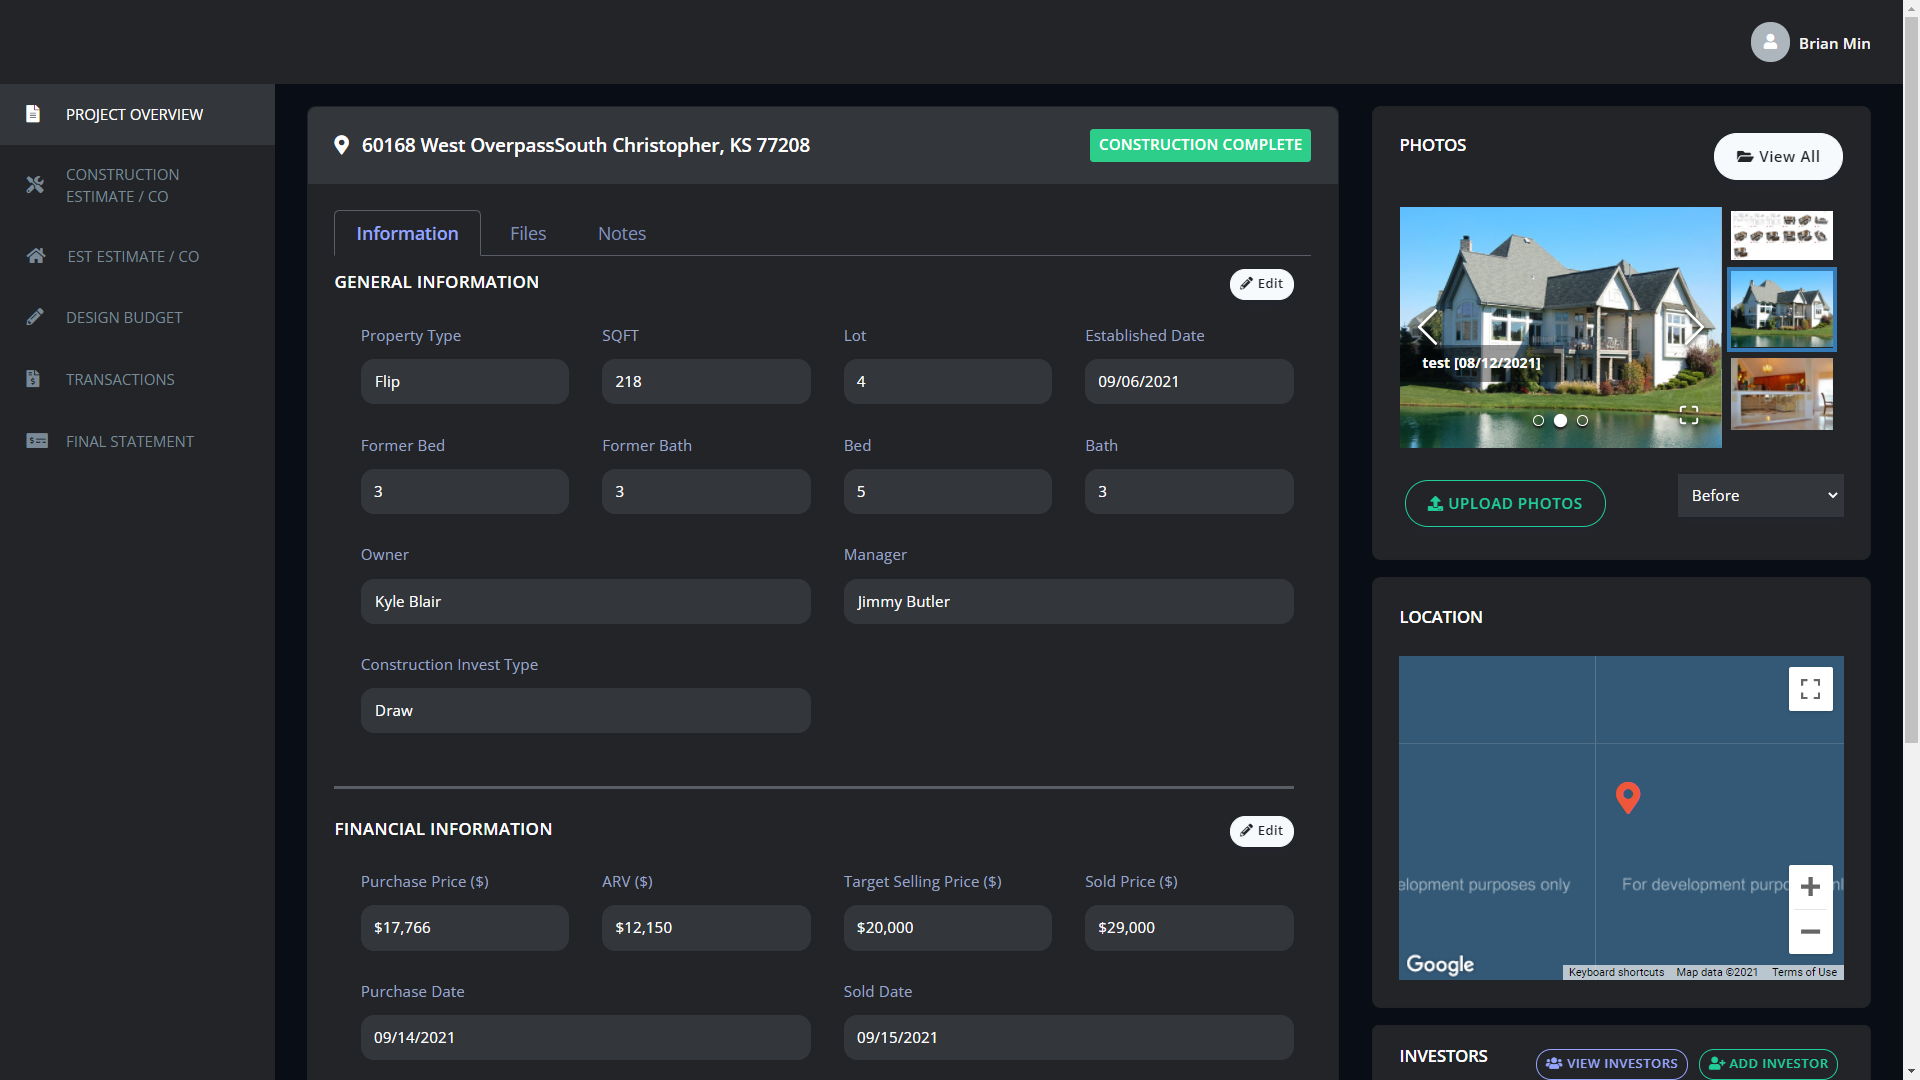 Brian Min
PROJECT OVERVIEW
CONSTRUCTION
ESTIMATE / CO
EST ESTIMATE / CO
DESIGN BUDGET
TRANSACTIONS
FINAL STATEMENT
60168 West OverpassSouth Christopher, KS 77208
CONSTRUCTION COMPLETE
Information
Files
Notes
GENERAL INFORMATION
Edit
Property Type
SQFT
Lot
Established Date
Flip
218
4
09/06/2021
Former Bed
Former Bath
Bed
Bath
3
3
5
3
Owner
Manager
Kyle Blair
Jimmy Butler
Construction Invest Type
Draw
FINANCIAL INFORMATION
Edit
Purchase Price ($)
ARV ($)
Target Selling Price ($)
Sold Price ($)
$17,766
$12,150
$20,000
$29,000
Purchase Date
Sold Date
09/14/2021
09/15/2021
PHOTOS
View All
test [08/12/2021]
UPLOAD PHOTOS
Before
LOCATION
elopment purposes only
For development purpo
Google
Keyboard shortcuts
Map data ©2021
Terms of Use
INVESTORS
VIEW INVESTORS
ADD INVESTOR